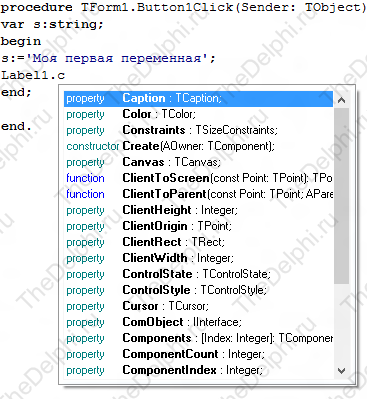 procedure TForm1.Button1Click(Sender: TObject)
var s:string;
begin
s:='Моя первая переменная';
Label1.c
end;
end.
property Caption : TCaption;
property Color : TColor;
property Constraints : TSizeConstraints;
constructor Create(AOwner: TComponent);
property Canvas : TCanvas;
function ClientToScreen(const Point: TPoint): TPo
function ClientToParent(const Point: TPoint; APare
property ClientHeight : Integer;
property ClientOrigin : TPoint;
property ClientRect : TRect;
property ClientWidth : Integer;
property ControlState : TControlState;
property ControlStyle : TControlStyle;
property Cursor : TCursor;
property ComObject : IInterface;
property Components : [Index: Integer]: TCompon
property ComponentCount : Integer;
property ComponentIndex : Integer;
TheDelphi.ru